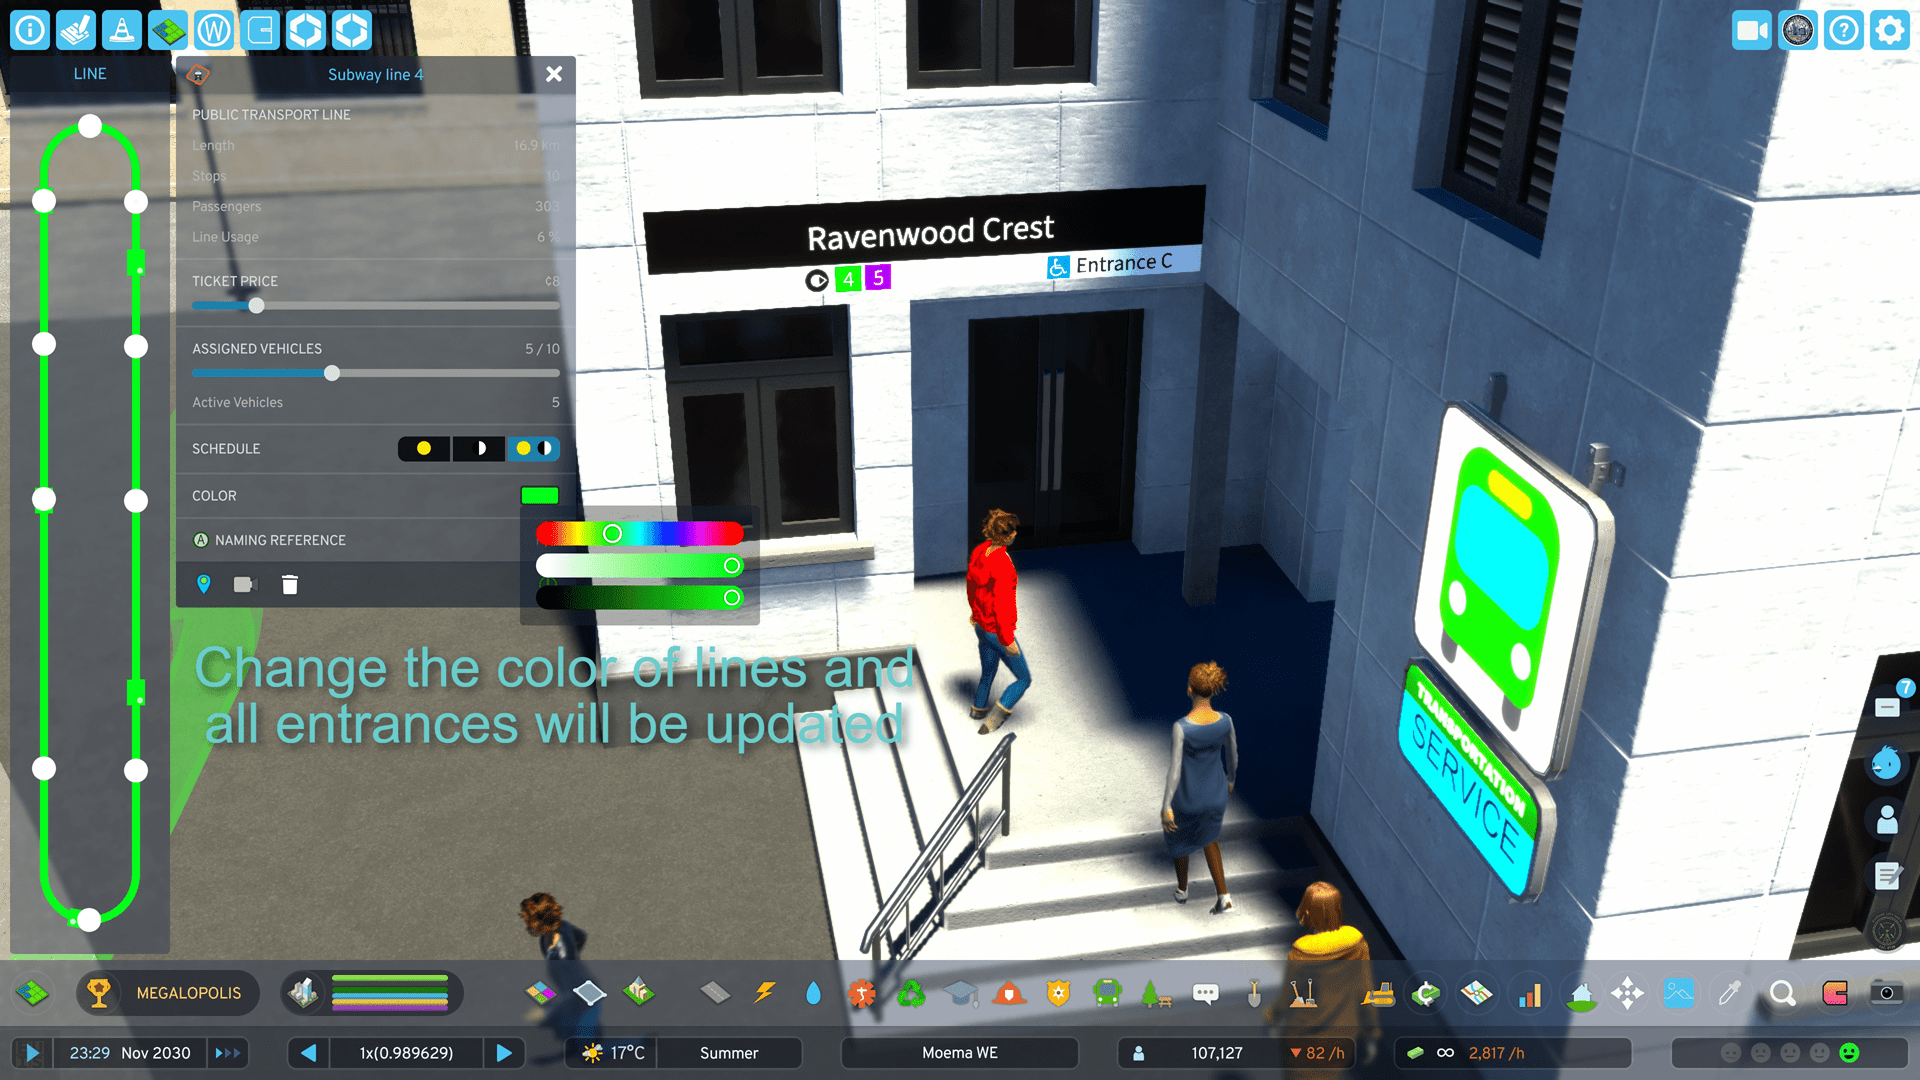 LINE
Subway line 4
PUBLIC TRANSPORT LINE
Length 16.9 km
Stops 10
Passengers 303
Line Usage 6 %
TICKET PRICE ¢8
ASSIGNED VEHICLES 5 / 10
Active Vehicles 5
SCHEDULE
COLOR
A NAMING REFERENCE
Change the color of lines and
all entrances will be updated
Ravenwood Crest
4 5
Entrance C
TRANSPORTATION
SERVICE
7
MEGALOPOLIS
23:29 Nov 2030
1x(0.989629)
17°C
Summer
Moema WE
107,127
82 /h
∞ 2,817 /h